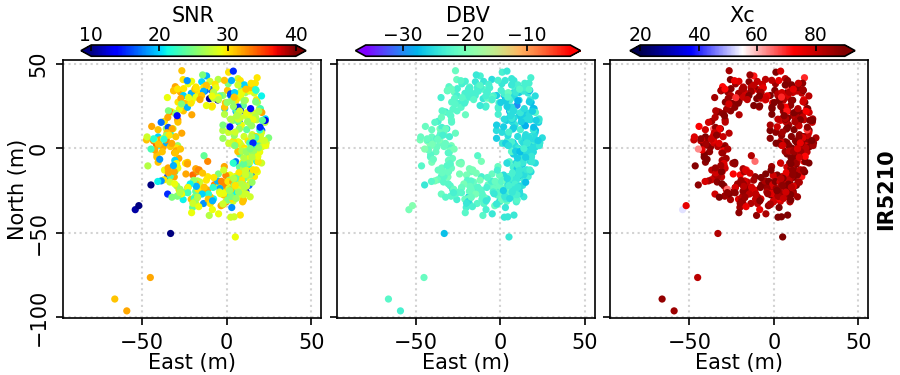 SNR DBV Xc
10 20 30 40 −30 −20 −10 20 40 60 80
50
0
−50
−100
North (m)
IR5210
−50 0 50 −50 0 50 −50 0 50
East (m) East (m) East (m)